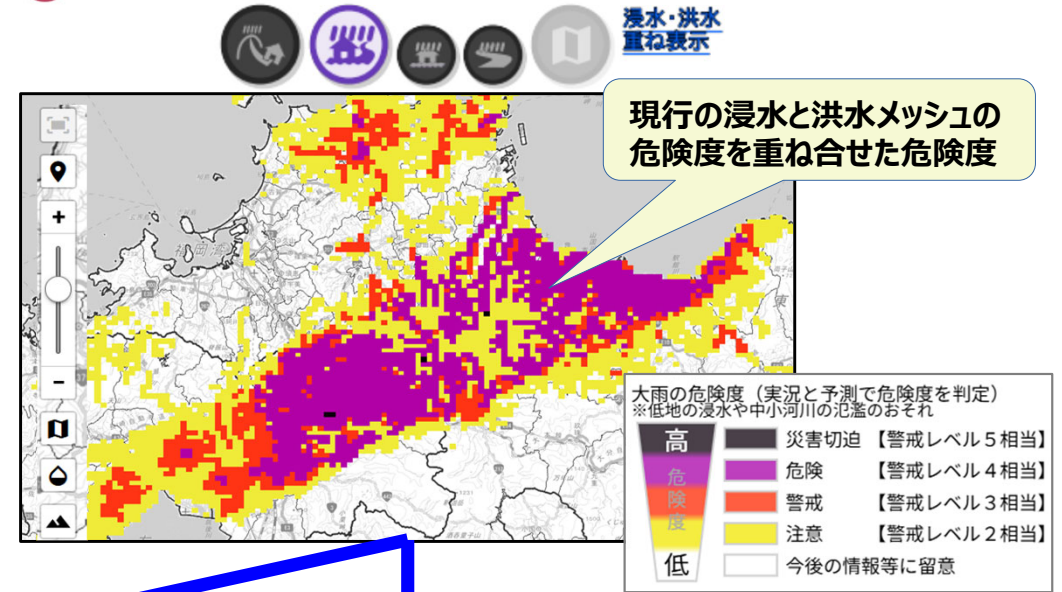 浸水・洪水
重ね表示
現行の浸水と洪水メッシュの
危険度を重ね合せた危険度
+
−
大雨の危険度（実況と予測で危険度を判定）
※低地の浸水や中小河川の氾濫のおそれ
高
危険度
低
災害切迫 【警戒レベル５相当】
危険 【警戒レベル４相当】
警戒 【警戒レベル３相当】
注意 【警戒レベル２相当】
今後の情報等に留意